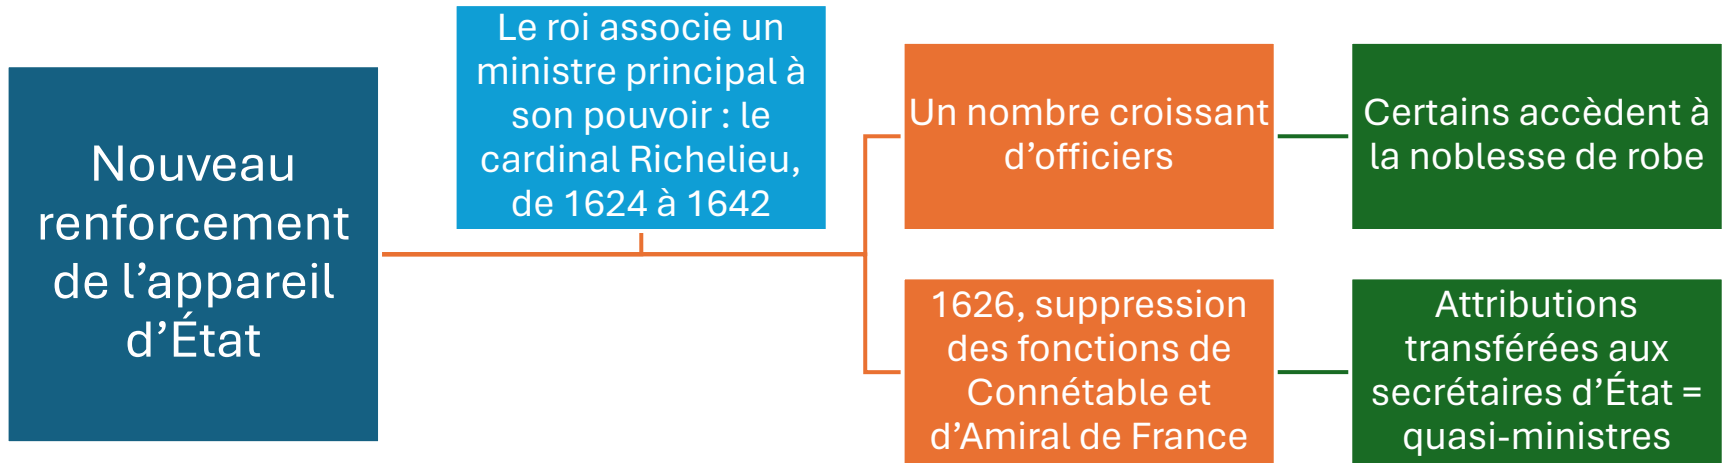 Nouveau
renforcement
de l’appareil
d’État
Le roi associe un
ministre principal à
son pouvoir : le
cardinal Richelieu,
de 1624 à 1642
Un nombre croissant
d’officiers
Certains accèdent à
la noblesse de robe
1626, suppression
des fonctions de
Connétable et
d’Amiral de France
Attributions
transférées aux
secrétaires d’État =
quasi-ministres